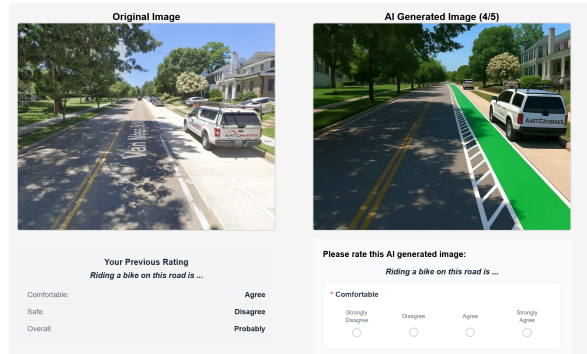 Original Image
AI Generated Image (4/5)
Van Ness
Your Previous Rating
Riding a bike on this road is ...
Comfortable: Agree
Safe: Disagree
Overall: Probably
Please rate this AI generated image:
Riding a bike on this road is ...
* Comfortable
Strongly Disagree
Disagree
Agree
Strongly Agree